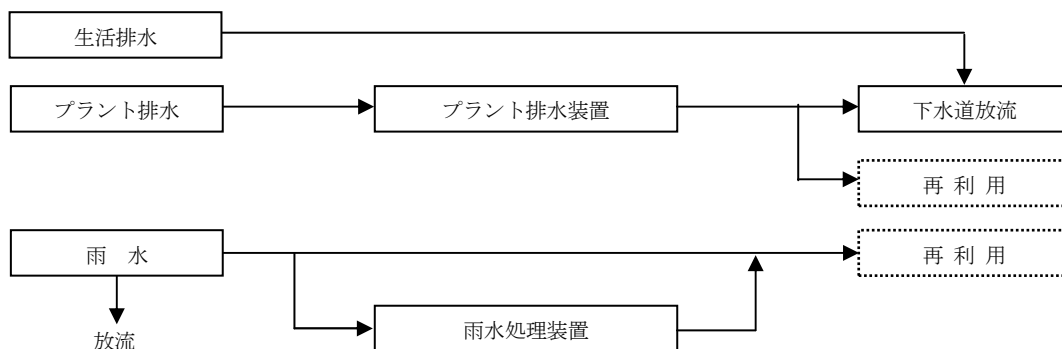 生活排水
プラント排水
プラント排水装置
下水道放流
再 利 用
雨　水
再 利 用
雨水処理装置
放流